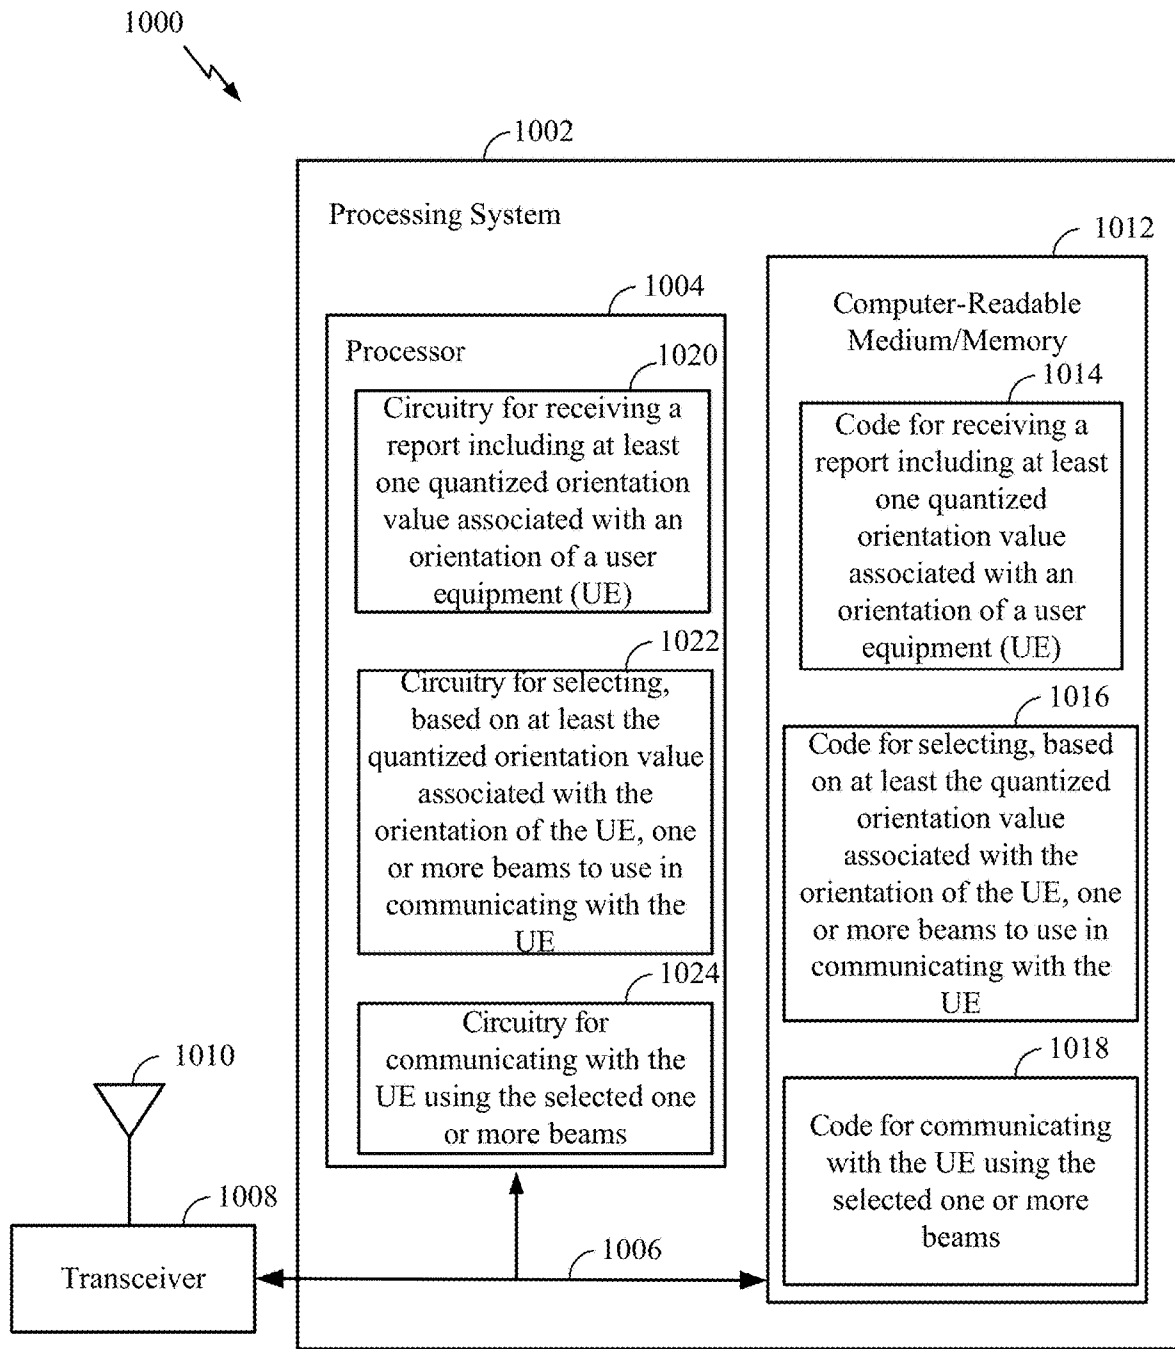 1000
1002
Processing System
1004
Processor
1020
Circuitry for receiving a
report including at least
one quantized orientation
value associated with an
orientation of a user
equipment (UE)
1022
Circuitry for selecting,
based on at least the
quantized orientation value
associated with the
orientation of the UE, one
or more beams to use in
communicating with the
UE
1024
Circuitry for
communicating with the
UE using the selected one
or more beams
1012
Computer-Readable
Medium/Memory
1014
Code for receiving a
report including at least
one quantized
orientation value
associated with an
orientation of a user
equipment (UE)
1016
Code for selecting, based
on at least the quantized
orientation value
associated with the
orientation of the UE, one
or more beams to use in
communicating with the
UE
1018
Code for communicating
with the UE using the
selected one or more
beams
1010
1008
Transceiver
1006